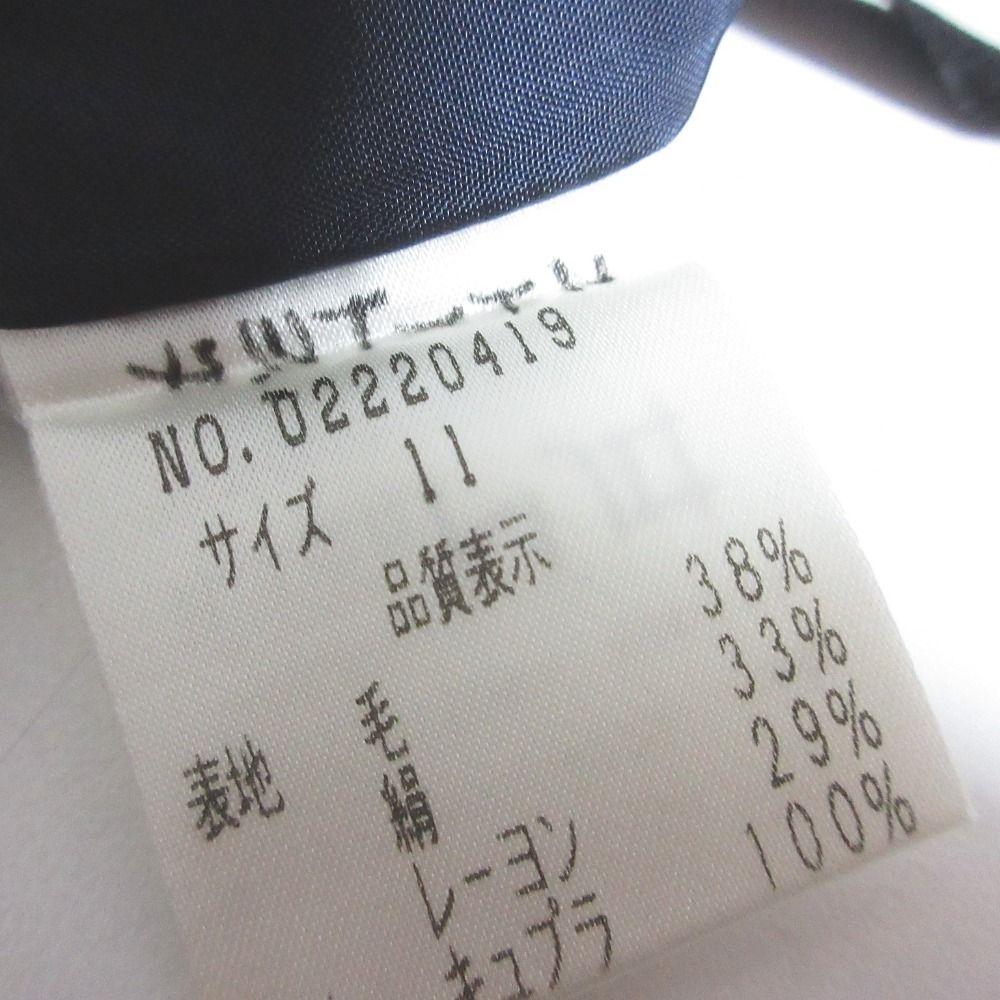 NO. 02220419
サイズ 11
品質表示
表地 毛 38%
絹 33%
レーヨン 29%
キュプラ 100%